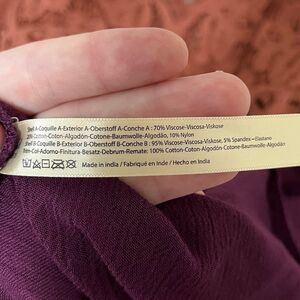 Shell A-Coquille A-Exterior A-Oberstoff A-Conche A : 70% Viscose-Viscosa-Viskose
20% Cotton-Coton-Algodón-Cotone-Baumwolle-Algodão, 10% Nylon
Shell B-Coquille B-Exterior B-Oberstoff B-Conche B : 95% Viscose-Viscosa-Viskose, 5% Spandex - Elastano
Trim-Col-Adorno-Finitura-Besatz-Debrum-Remate: 100% Cotton-Coton-Algodón-Cotone-Baumwolle-Algodão
Made in india / Fabriqué en Inde / Hecho en india